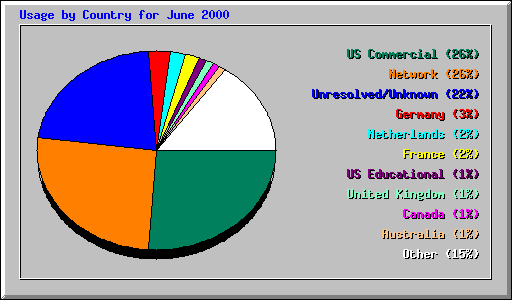 Usage by Country for June 2000
US Commercial (26%)
Network (26%)
Unresolved/Unknown (22%)
Germany (3%)
Netherlands (2%)
France (2%)
US Educational (1%)
United Kingdom (1%)
Canada (1%)
Australia (1%)
Other (15%)